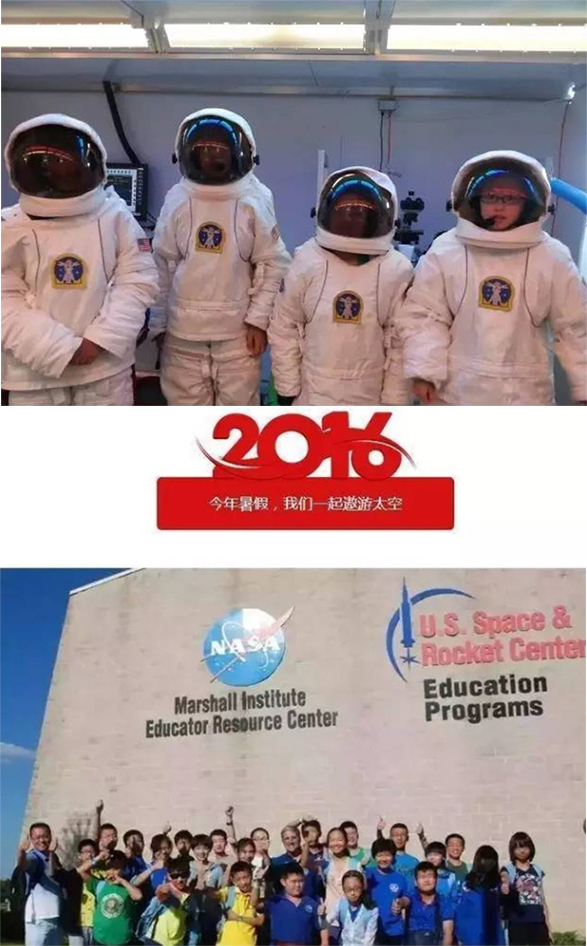 2016
今年暑假，我们一起遨游太空
NASA
Marshall Institute
Educator Resource Center
U.S. Space &
Rocket Center
Education
Programs